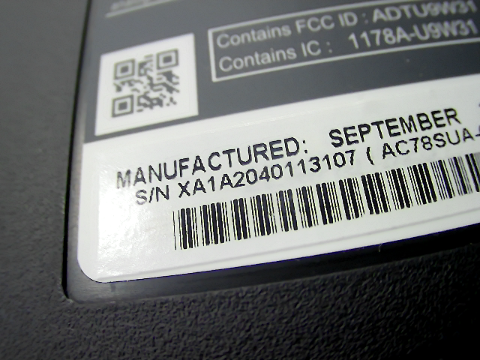 Contains FCC ID : ADTU9W31
Contains IC : 1178A-U9W31
MANUFACTURED: SEPTEMBER
S/N XA1A2040113107 ( AC78SUA-